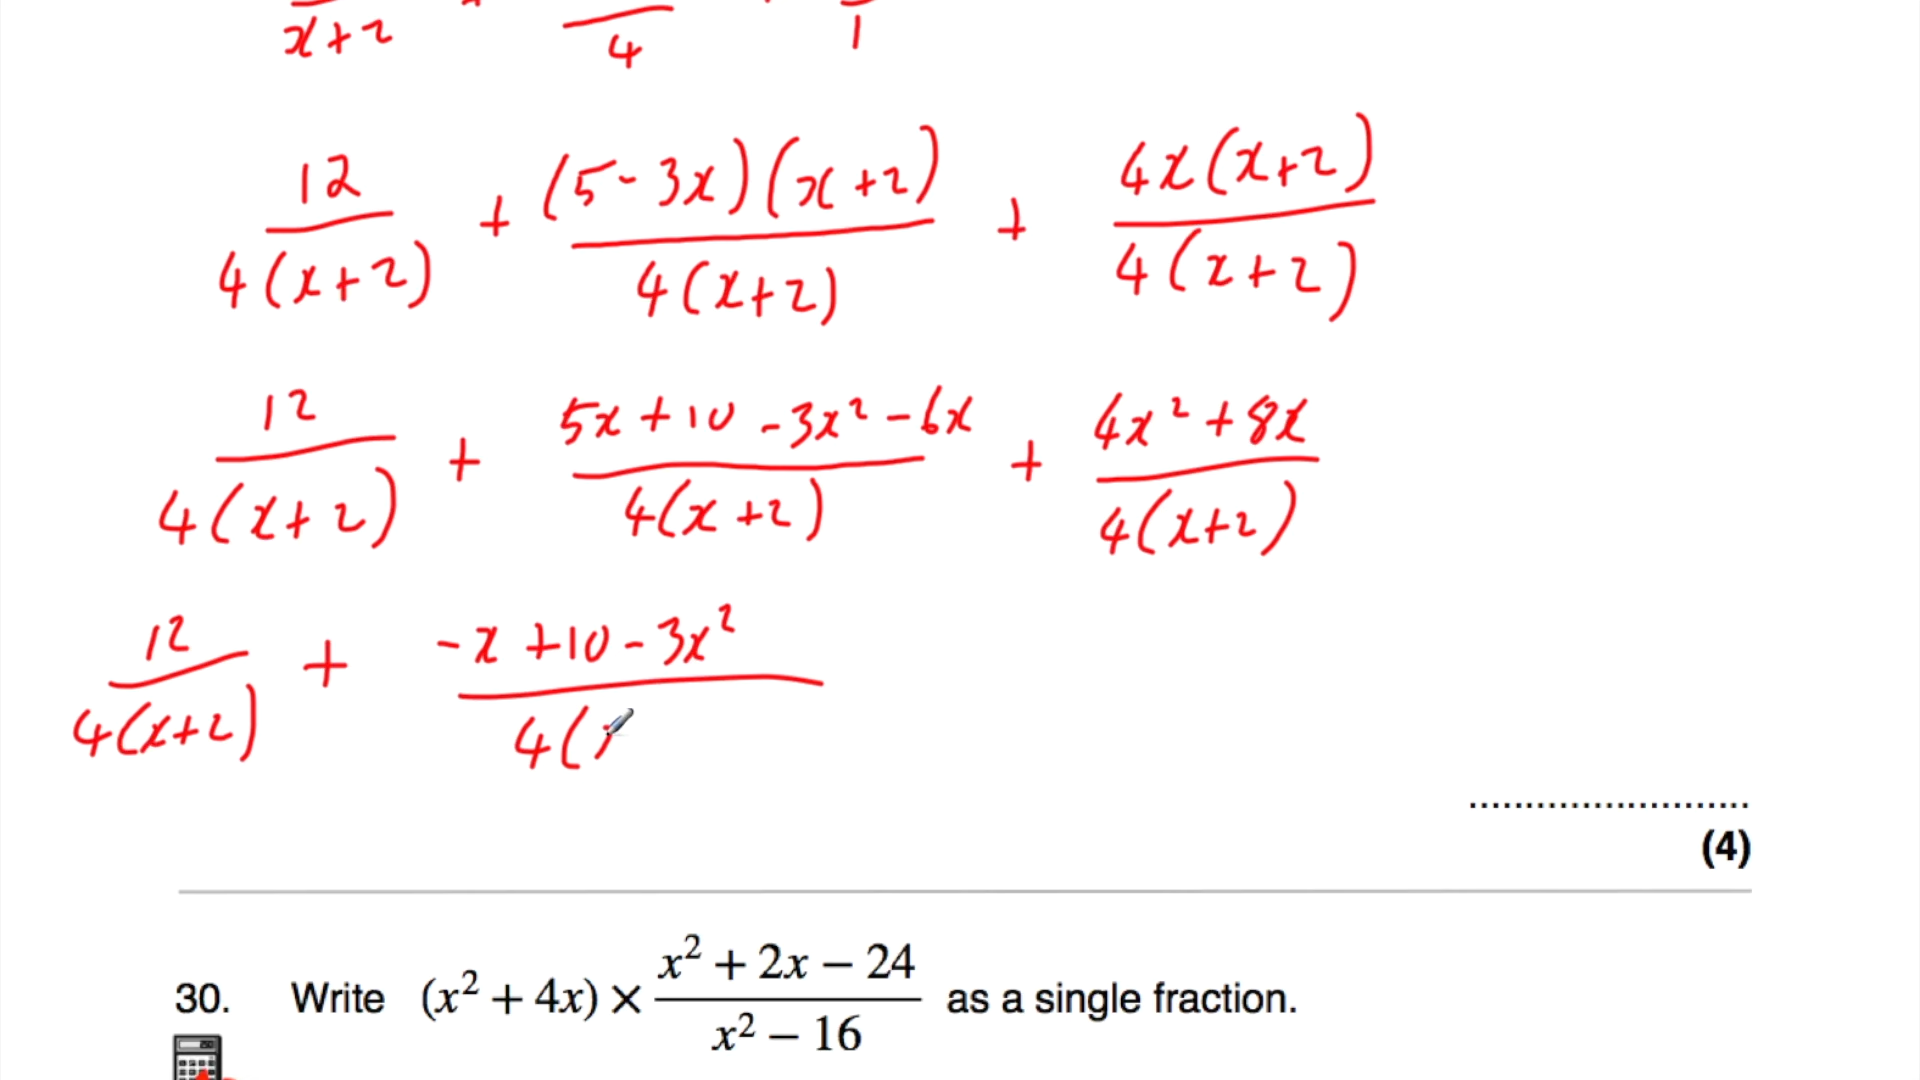 x+2 4 1
12/4(x+2) + (5-3x)(x+2)/4(x+2) + 4x(x+2)/4(x+2)
12/4(x+2) + 5x+10-3x²-6x/4(x+2) + 4x²+8x/4(x+2)
12/4(x+2) + -x+10-3x²/4(
..........................
(4)
30. Write (x² + 4x) × x² + 2x − 24/x² − 16 as a single fraction.